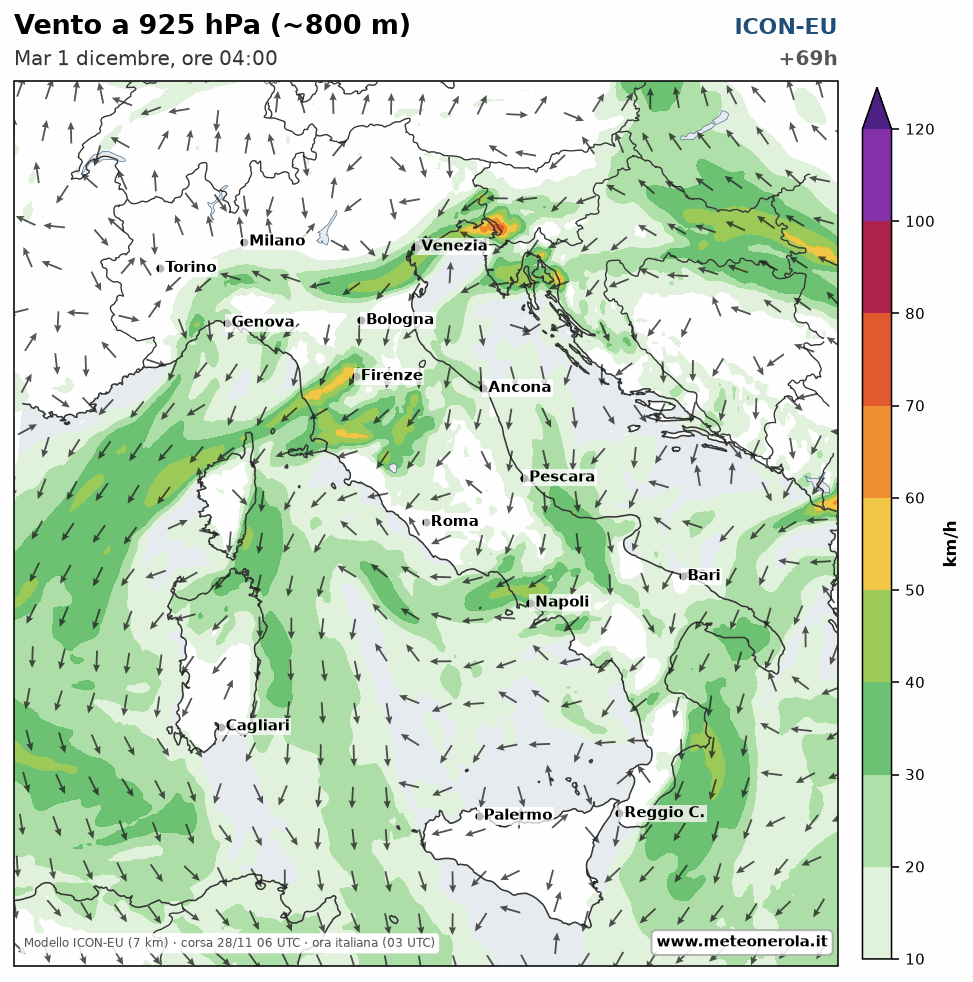 Vento a 925 hPa (~800 m)
ICON-EU
Mar 1 dicembre, ore 04:00
+69h
120
100
80
70
60
50
40
30
20
10
km/h
Milano
Venezia
Torino
Genova
Bologna
Firenze
Ancona
Pescara
Roma
Bari
Napoli
Cagliari
Palermo
Reggio C.
Modello ICON-EU (7 km) · corsa 28/11 06 UTC · ora italiana (03 UTC)
www.meteonerola.it